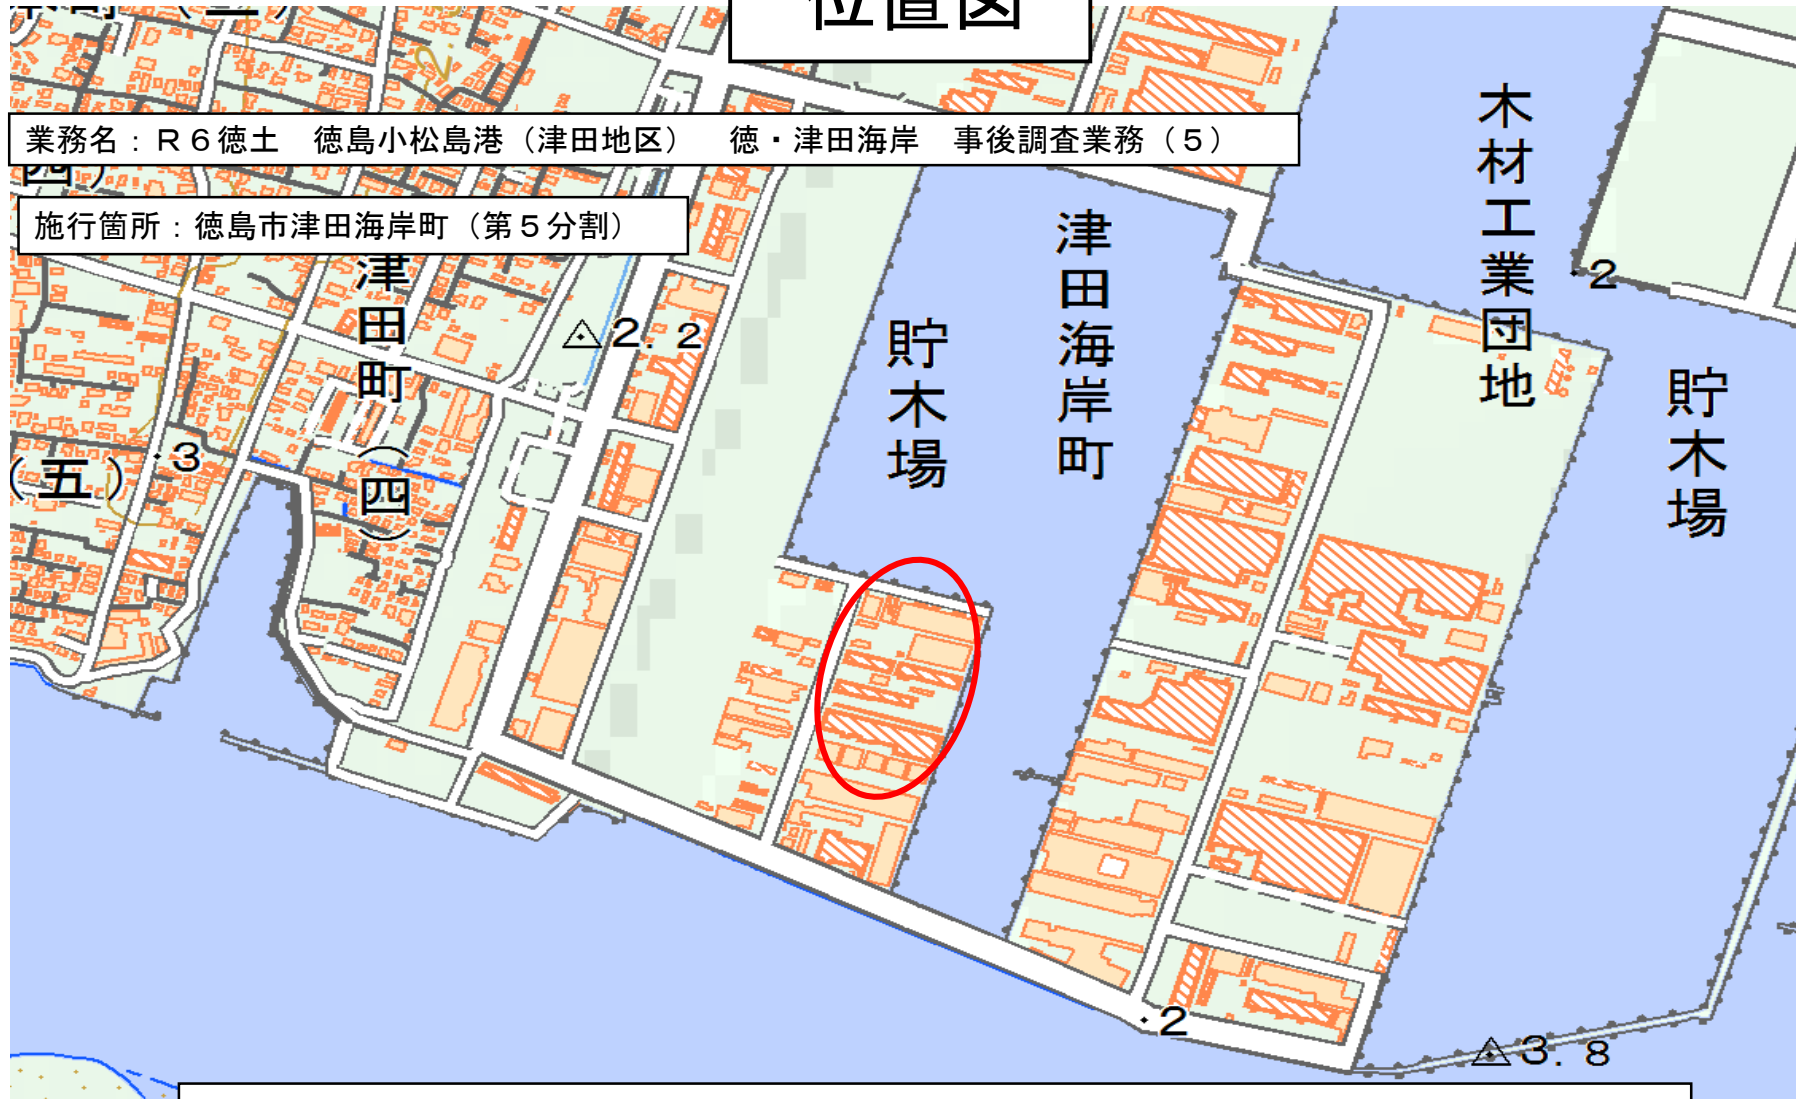 位置図
業務名：Ｒ６徳土　徳島小松島港（津田地区）　徳・津田海岸　事後調査業務（５）
施行箇所：徳島市津田海岸町（第５分割）
四）
津田町（四）
（五）
3
2.2
貯木場
津田海岸町
木材工業団地
2
貯木場
2
3.8